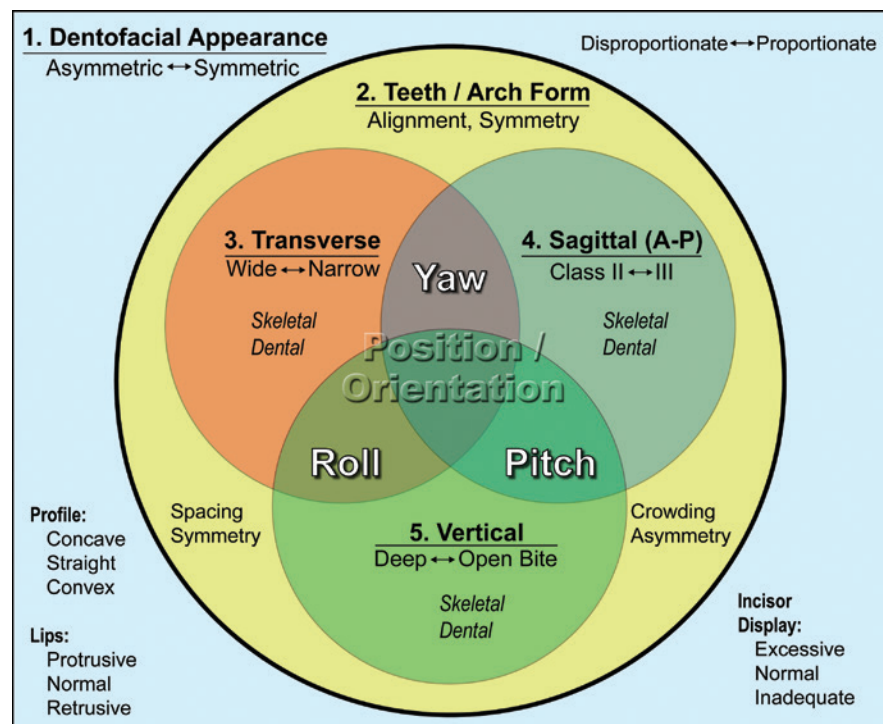 1. Dentofacial Appearance
Asymmetric ↔ Symmetric
Disproportionate ↔ Proportionate
2. Teeth / Arch Form
Alignment, Symmetry
3. Transverse
Wide ↔ Narrow
Skeletal
Dental
Yaw
4. Sagittal (A-P)
Class II ↔ III
Skeletal
Dental
Position /
Orientation
Roll
Pitch
Spacing
Symmetry
5. Vertical
Deep ↔ Open Bite
Skeletal
Dental
Crowding
Asymmetry
Profile:
Concave
Straight
Convex
Lips:
Protrusive
Normal
Retrusive
Incisor
Display:
Excessive
Normal
Inadequate